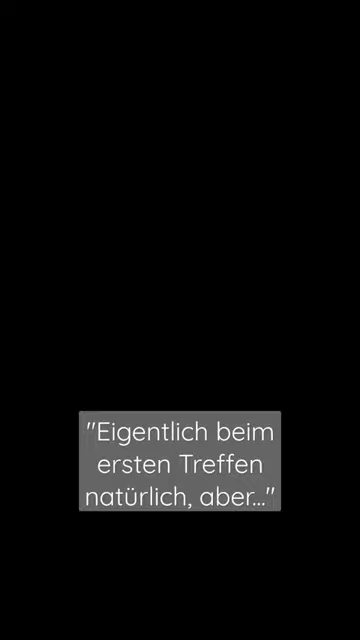 "Eigentlich beim
ersten Treffen
natürlich, aber..."